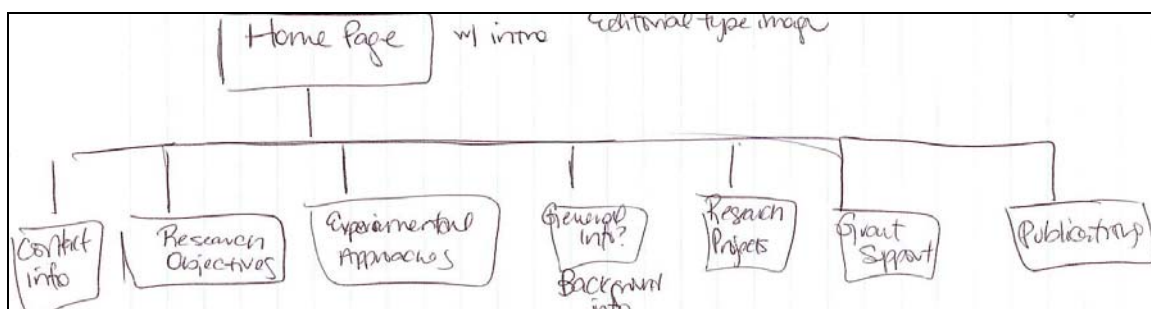 Home Page w/ intro Editorial type image
Contact
info
Research
Objectives
Experimental
Approaches
General
Info?
Background
info
Research
Projects
Grant
Support
Publications